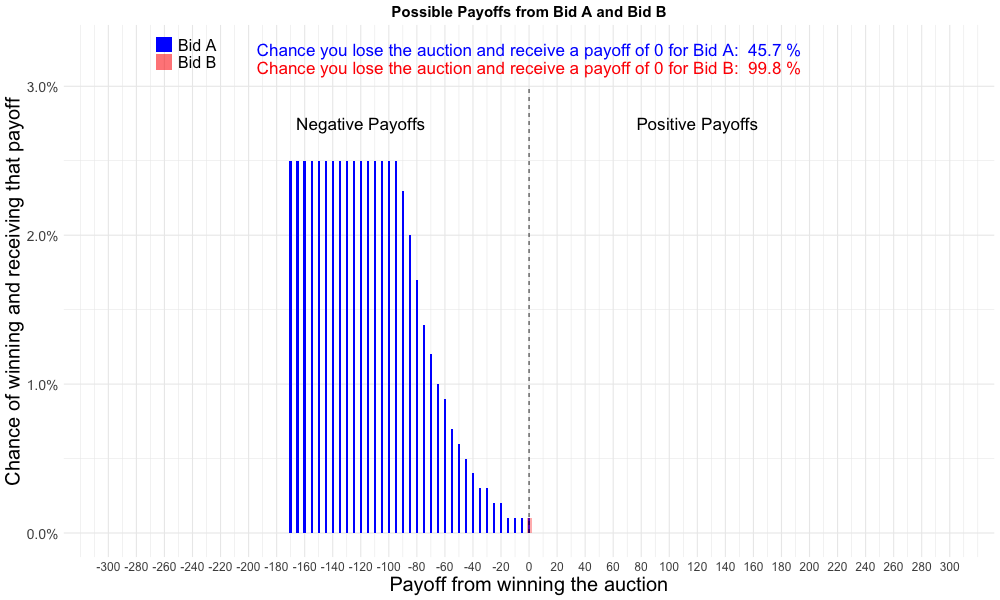 Possible Payoffs from Bid A and Bid B
Bid A
Bid B
Chance you lose the auction and receive a payoff of 0 for Bid A: 45.7 %
Chance you lose the auction and receive a payoff of 0 for Bid B: 99.8 %
Negative Payoffs
Positive Payoffs
Chance of winning and receiving that payoff
3.0%
2.0%
1.0%
0.0%
-300 -280 -260 -240 -220 -200 -180 -160 -140 -120 -100 -80 -60 -40 -20 0 20 40 60 80 100 120 140 160 180 200 220 240 260 280 300
Payoff from winning the auction